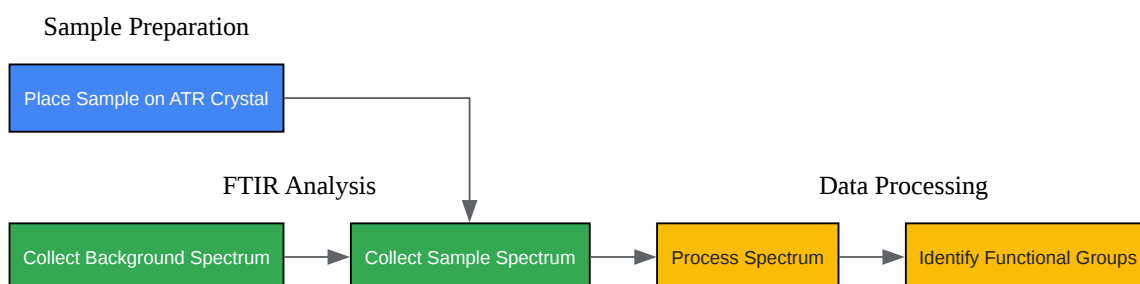 Sample Preparation
Place Sample on ATR Crystal
FTIR Analysis
Data Processing
Collect Background Spectrum
Collect Sample Spectrum
Process Spectrum
Identify Functional Groups